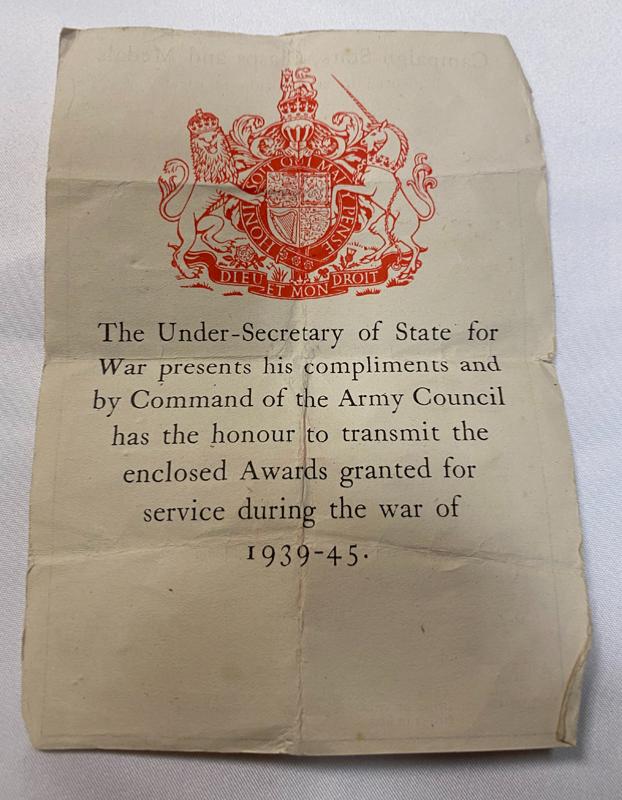 HONI SOIT QUI MAL Y PENSE
DIEU ET MON DROIT
The Under-Secretary of State for
War presents his compliments and
by Command of the Army Council
has the honour to transmit the
enclosed Awards granted for
service during the war of
1939-45.